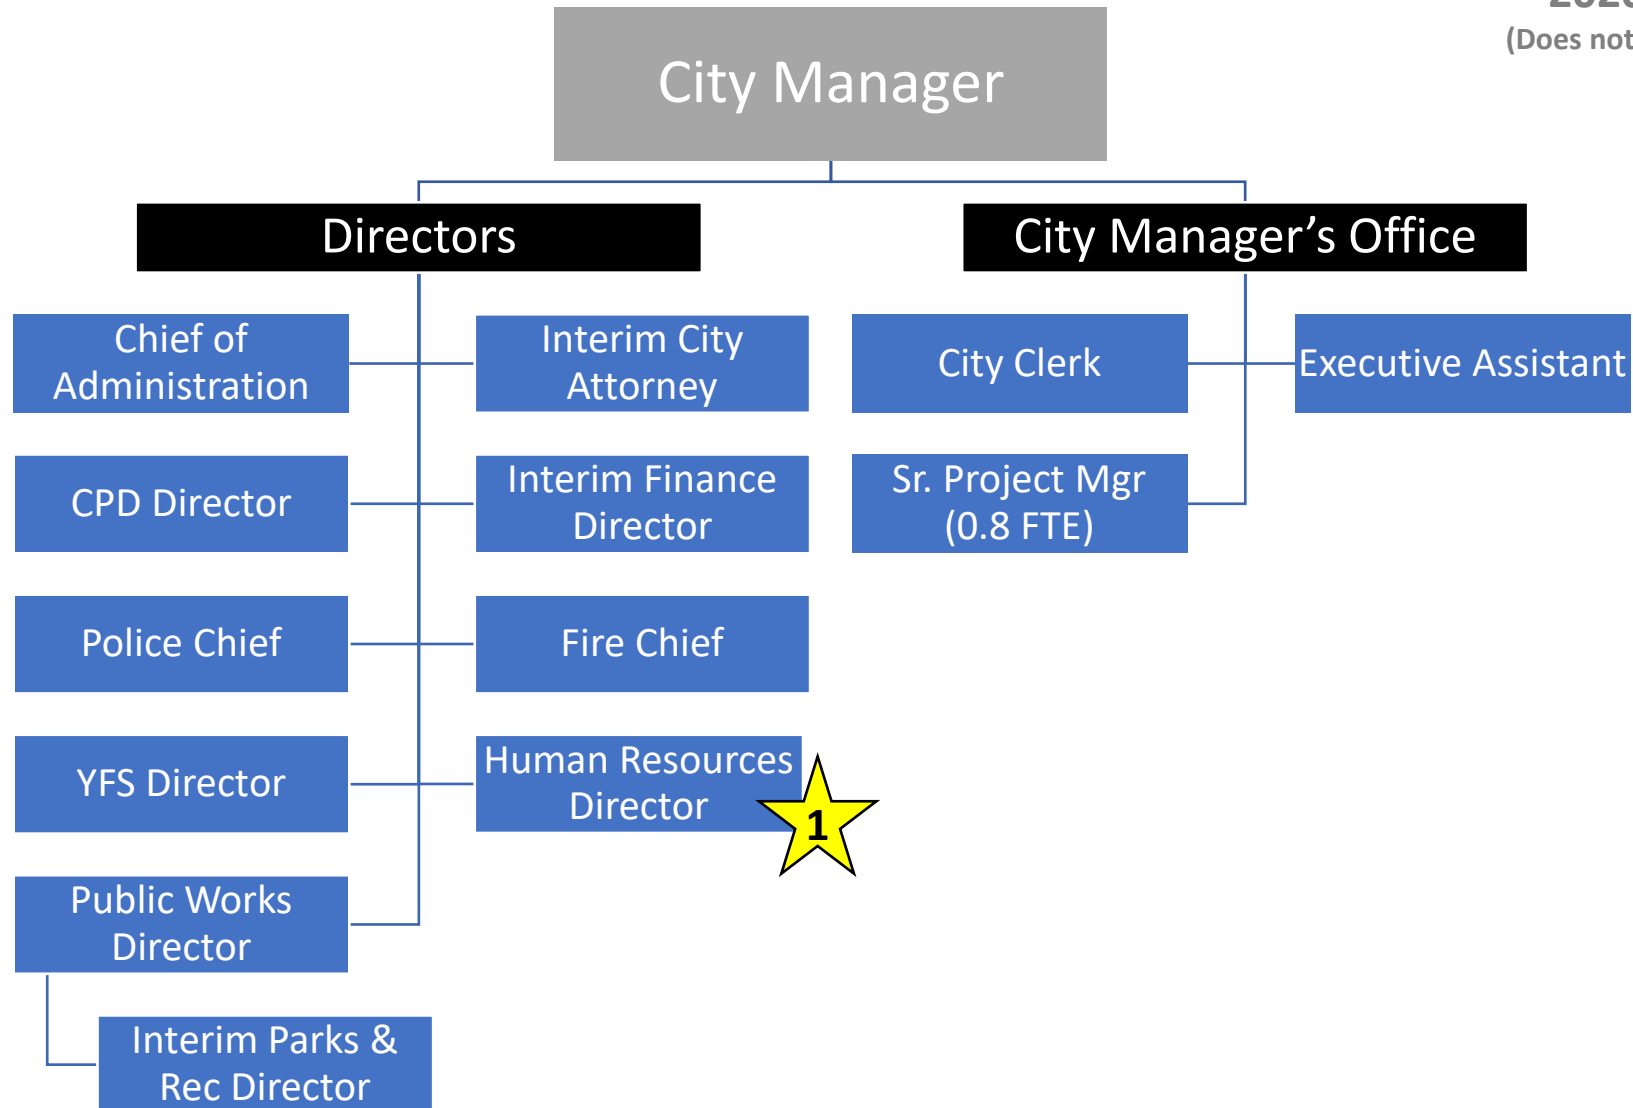 (Does not
City Manager
Directors
City Manager’s Office
Chief of
Administration
Interim City
Attorney
City Clerk
Executive Assistant
CPD Director
Interim Finance
Director
Sr. Project Mgr
(0.8 FTE)
Police Chief
Fire Chief
YFS Director
Human Resources
Director
1
Public Works
Director
Interim Parks &
Rec Director